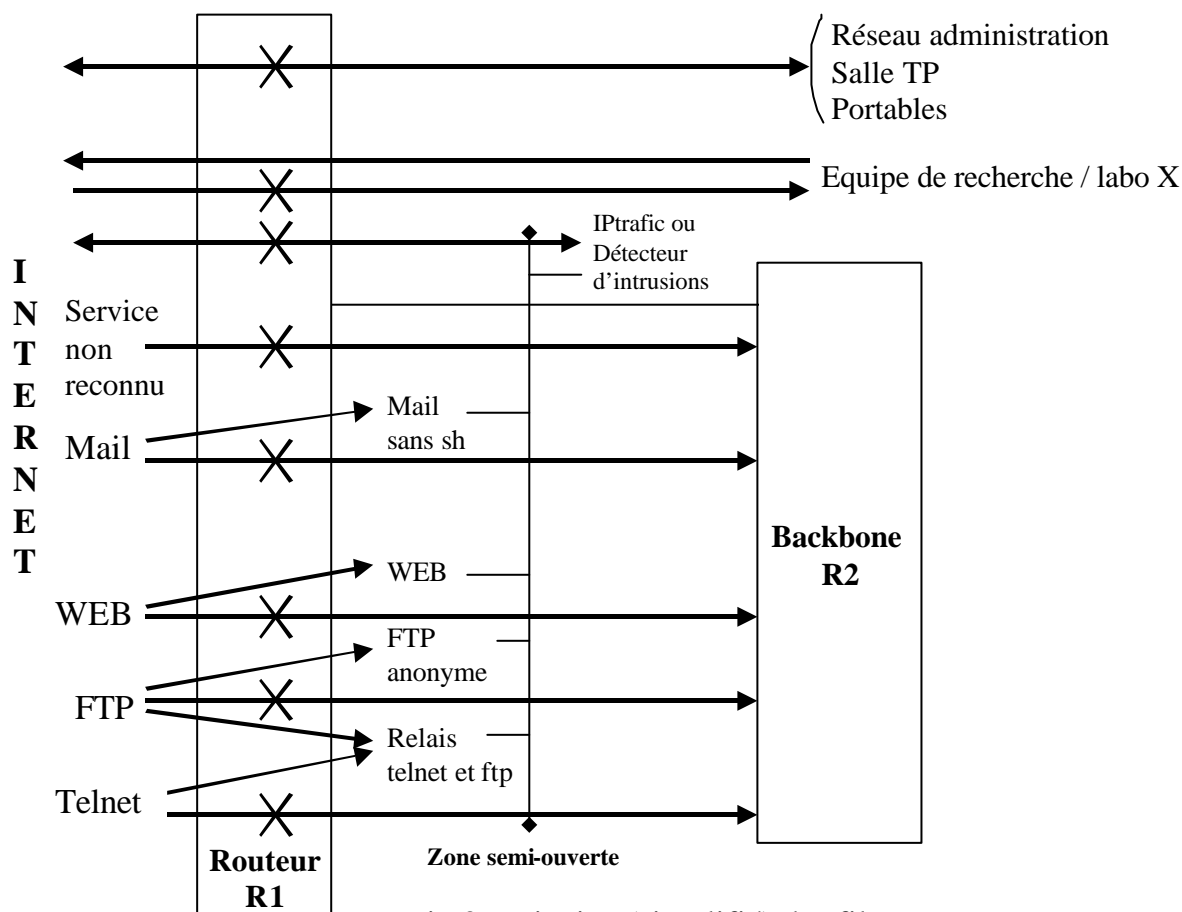 Réseau administration
Salle TP
Portables
Equipe de recherche / labo X
IPtrafic ou
Détecteur
d'intrusions
INTERNET
Service
non
reconnu
Mail
sans sh
Mail
WEB
WEB
FTP
anonyme
FTP
Relais
telnet et ftp
Telnet
Backbone
R2
Zone semi-ouverte
Routeur
R1